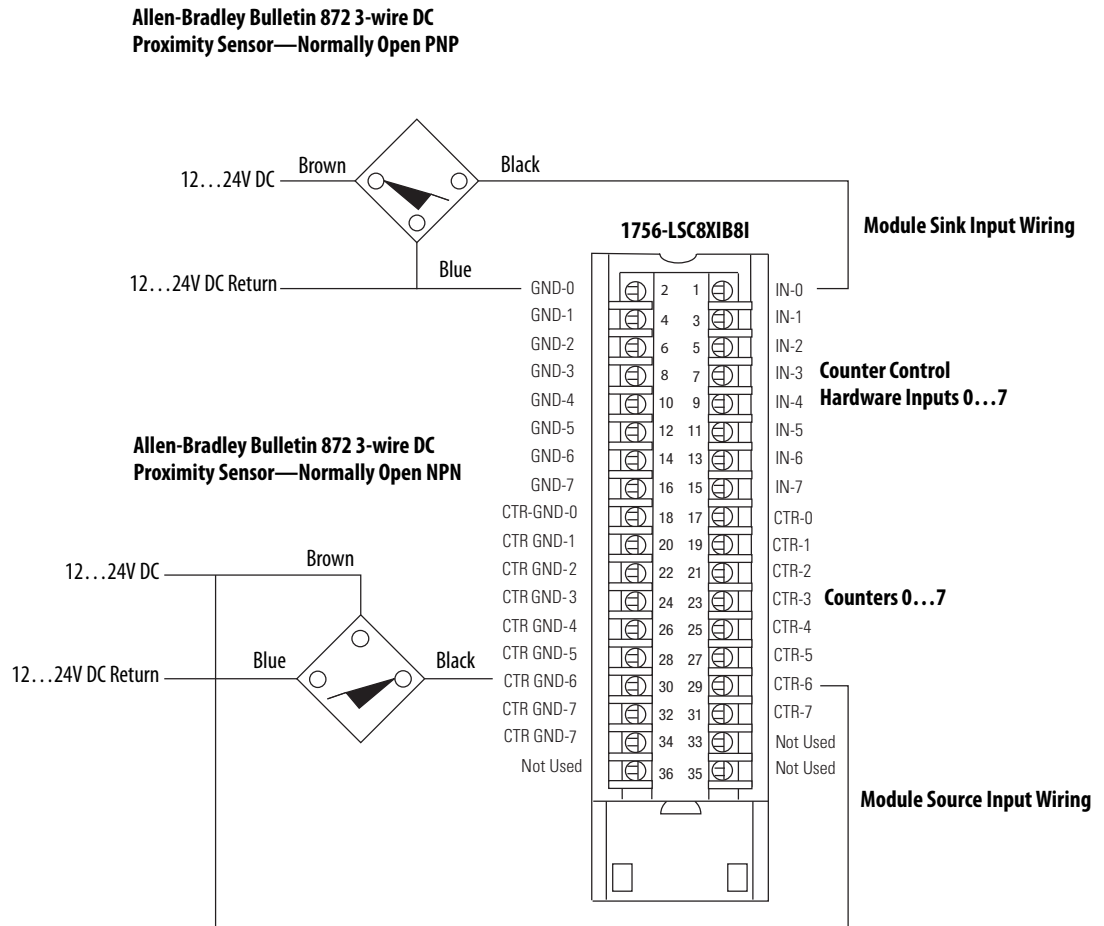 Allen-Bradley Bulletin 872 3-wire DC
Proximity Sensor—Normally Open PNP
12...24V DC
Brown
Black
12...24V DC Return
Blue
1756-LSC8XIB8I
Module Sink Input Wiring
GND-0 2 1 IN-0
GND-1 4 3 IN-1
GND-2 6 5 IN-2
GND-3 8 7 IN-3
GND-4 10 9 IN-4
GND-5 12 11 IN-5
GND-6 14 13 IN-6
GND-7 16 15 IN-7
Counter Control
Hardware Inputs 0...7
CTR-GND-0 18 17 CTR-0
CTR GND-1 20 19 CTR-1
CTR GND-2 22 21 CTR-2
CTR GND-3 24 23 CTR-3
CTR GND-4 26 25 CTR-4
CTR GND-5 28 27 CTR-5
CTR GND-6 30 29 CTR-6
CTR GND-7 32 31 CTR-7
CTR GND-7 34 33 Not Used
Not Used 36 35 Not Used
Counters 0...7
Allen-Bradley Bulletin 872 3-wire DC
Proximity Sensor—Normally Open NPN
12...24V DC
Brown
12...24V DC Return
Blue
Black
Module Source Input Wiring